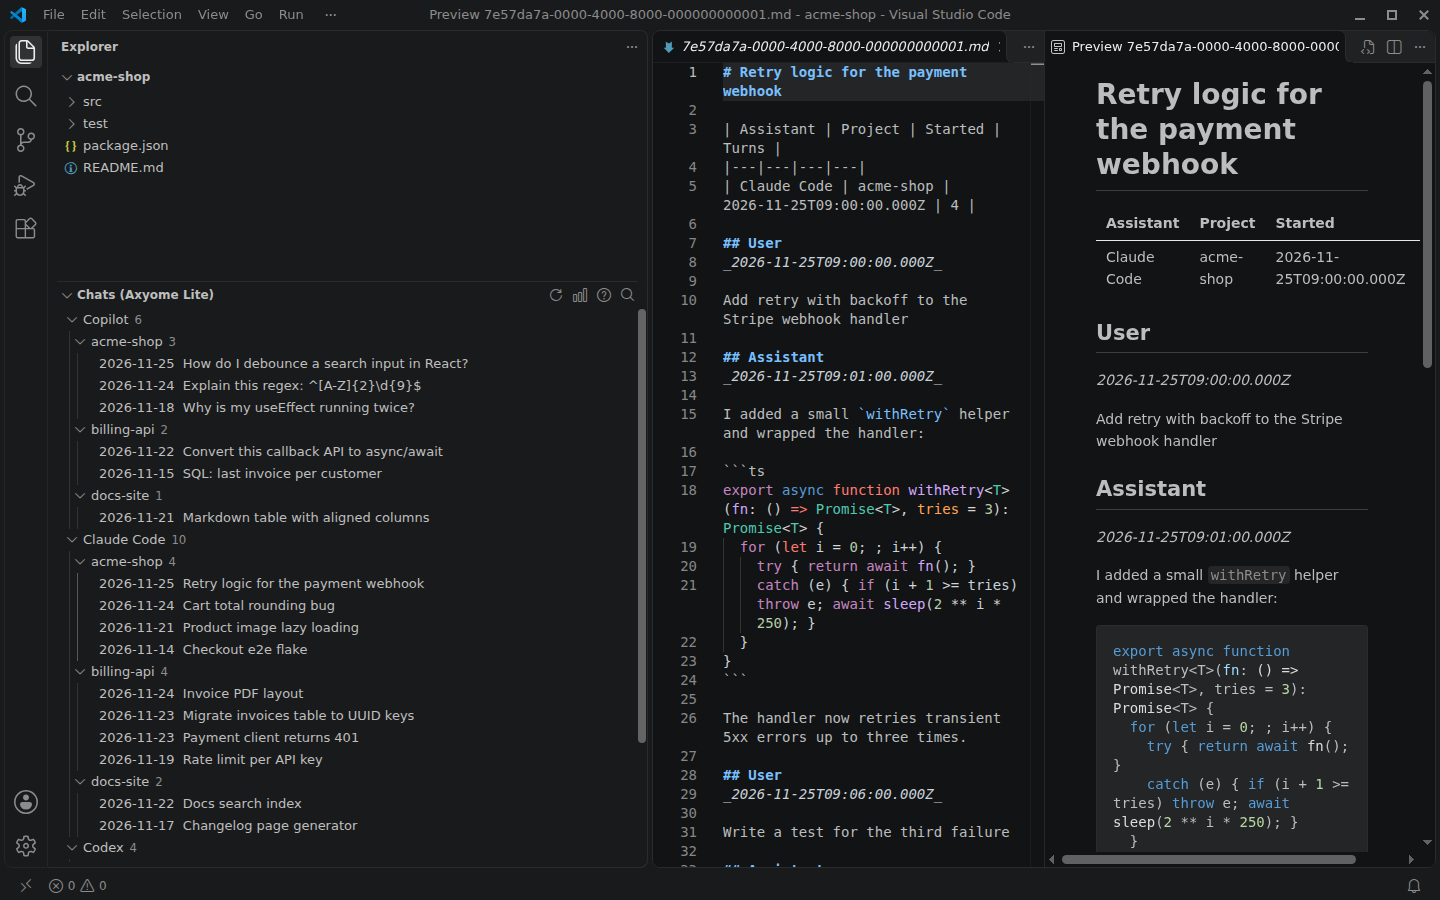 File Edit Selection View Go Run ···
Preview 7e57da7a-0000-4000-8000-000000000001.md - acme-shop - Visual Studio Code
Explorer
acme-shop
src
test
package.json
README.md
Chats (Axyome Lite)
Copilot 6
acme-shop 3
2026-11-25 How do I debounce a search input in React?
2026-11-24 Explain this regex: ^[A-Z]{2}\d{9}$
2026-11-18 Why is my useEffect running twice?
billing-api 2
2026-11-22 Convert this callback API to async/await
2026-11-15 SQL: last invoice per customer
docs-site 1
2026-11-21 Markdown table with aligned columns
Claude Code 10
acme-shop 4
2026-11-25 Retry logic for the payment webhook
2026-11-24 Cart total rounding bug
2026-11-21 Product image lazy loading
2026-11-14 Checkout e2e flake
billing-api 4
2026-11-24 Invoice PDF layout
2026-11-23 Migrate invoices table to UUID keys
2026-11-23 Payment client returns 401
2026-11-19 Rate limit per API key
docs-site 2
2026-11-22 Docs search index
2026-11-17 Changelog page generator
Codex 4
0 0
7e57da7a-0000-4000-8000-000000000001.md
1 # Retry logic for the payment
webhook
2
3 | Assistant | Project | Started |
Turns |
4 |---|---|---|---|
5 | Claude Code | acme-shop |
2026-11-25T09:00:00.000Z | 4 |
6
7 ## User
8 _2026-11-25T09:00:00.000Z_
9
10 Add retry with backoff to the
Stripe webhook handler
11
12 ## Assistant
13 _2026-11-25T09:01:00.000Z_
14
15 I added a small `withRetry` helper
and wrapped the handler:
16
17 ```ts
18 export async function withRetry<T>
(fn: () => Promise<T>, tries = 3):
Promise<T> {
19 for (let i = 0; ; i++) {
20 try { return await fn(); }
21 catch (e) { if (i + 1 >= tries)
throw e; await sleep(2 ** i *
250); }
22 }
23 }
24 ```
25
26 The handler now retries transient
5xx errors up to three times.
27
28 ## User
29 _2026-11-25T09:06:00.000Z_
30
31 Write a test for the third failure
32
Preview 7e57da7a-0000-4000-8000-000
Retry logic for
the payment
webhook
Assistant Project Started
Claude acme- 2026-11-
Code shop 25T09:00:00.000Z
User
2026-11-25T09:00:00.000Z
Add retry with backoff to the Stripe
webhook handler
Assistant
2026-11-25T09:01:00.000Z
I added a small withRetry helper
and wrapped the handler:
export async function
withRetry<T>(fn: () =>
Promise<T>, tries = 3):
Promise<T> {
for (let i = 0; ; i++) {
try { return await fn();
}
catch (e) { if (i + 1 >=
tries) throw e; await
sleep(2 ** i * 250); }
}